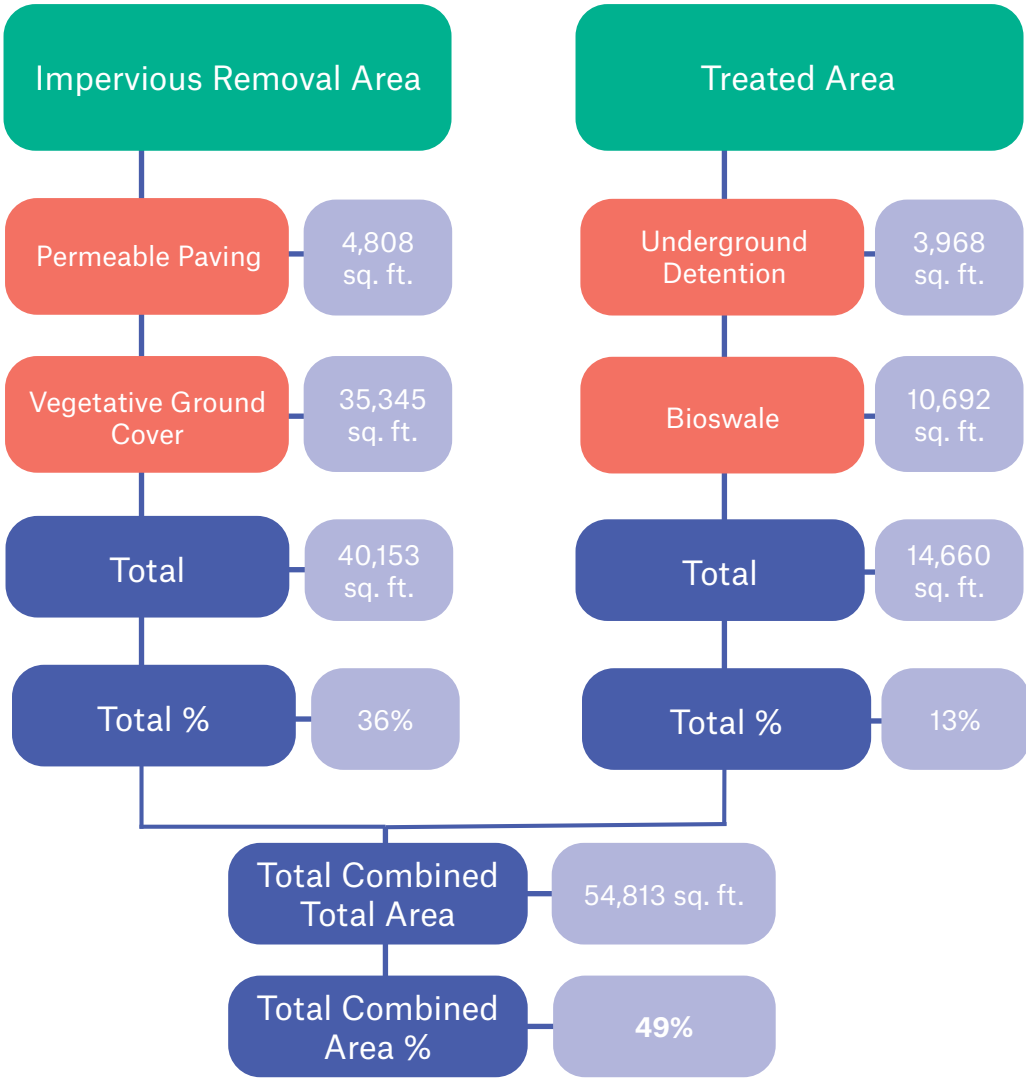 Impervious Removal Area
Permeable Paving
4,808
sq. ft.
Vegetative Ground
Cover
35,345
sq. ft.
Total
40,153
sq. ft.
Total %
36%
Treated Area
Underground
Detention
3,968
sq. ft.
Bioswale
10,692
sq. ft.
Total
14,660
sq. ft.
Total %
13%
Total Combined
Total Area
54,813 sq. ft.
Total Combined
Area %
49%